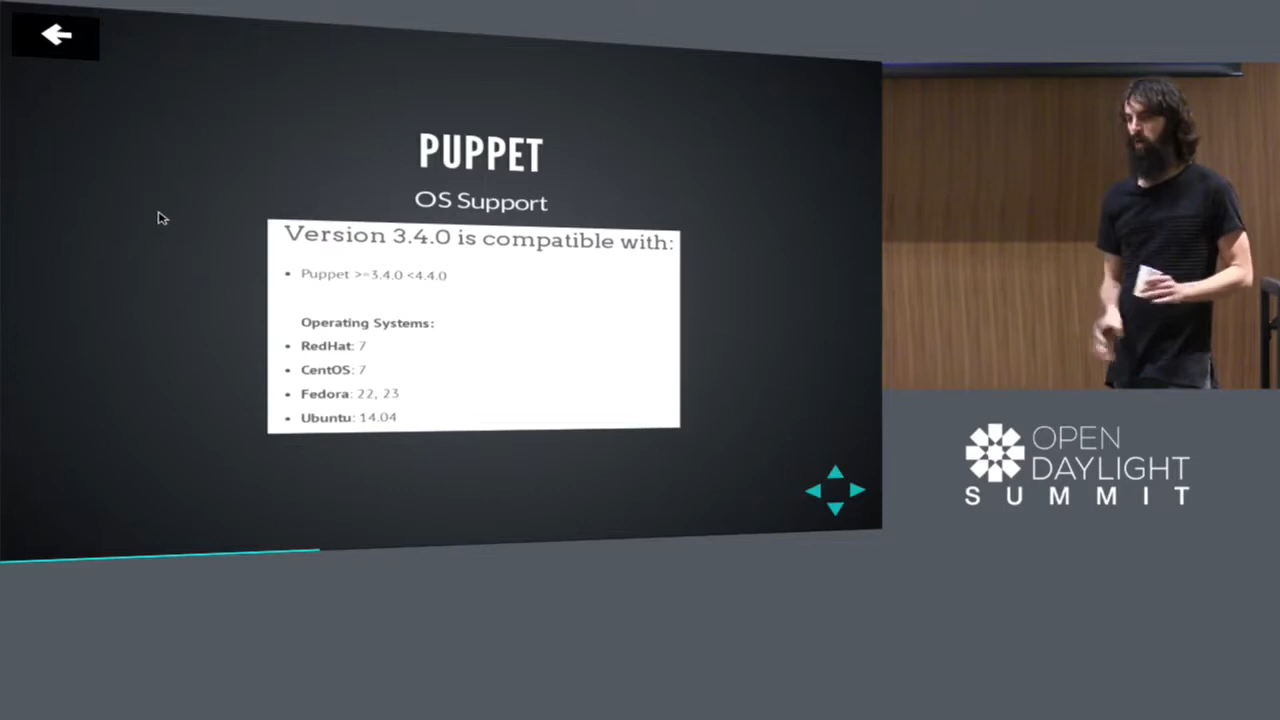 PUPPET
OS Support
Version 3.4.0 is compatible with:
• Puppet >=3.4.0 <4.4.0
Operating Systems:
• RedHat: 7
• CentOS: 7
• Fedora: 22, 23
• Ubuntu: 14.04
OPEN
DAYLIGHT
SUMMIT